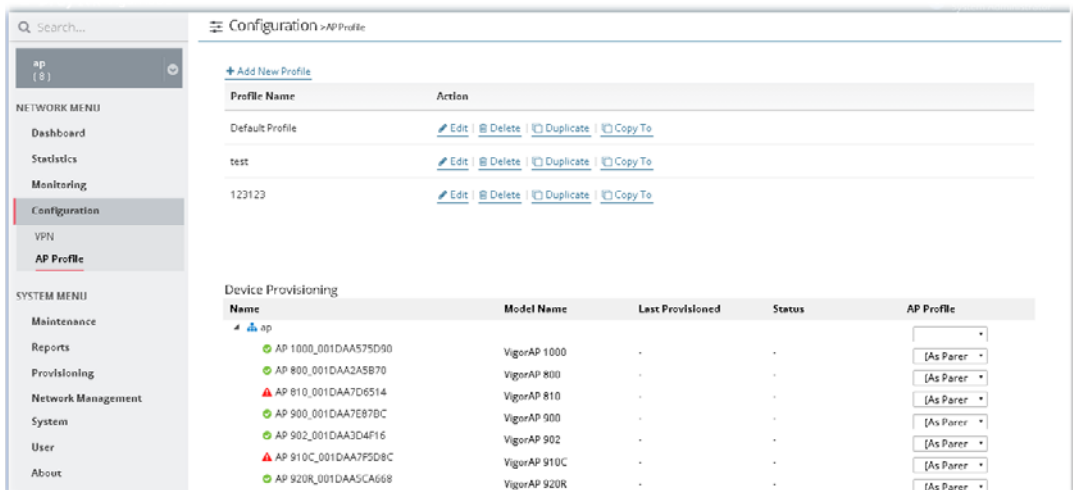 Search...
Configuration >AP Profile
ap
( 8 )
+ Add New Profile
Profile Name Action
Default Profile Edit | Delete | Duplicate | Copy To
test Edit | Delete | Duplicate | Copy To
123123 Edit | Delete | Duplicate | Copy To
NETWORK MENU
Dashboard
Statistics
Monitoring
Configuration
VPN
AP Profile
SYSTEM MENU
Maintenance
Reports
Provisioning
Network Management
System
User
About
Device Provisioning
Name Model Name Last Provisioned Status AP Profile
ap
AP 1000_001DAA575D90 VigorAP 1000 - - [As Parer
AP 800_001DAA2A5B70 VigorAP 800 - - [As Parer
AP 810_001DAA7D6514 VigorAP 810 - - [As Parer
AP 900_001DAA7E87BC VigorAP 900 - - [As Parer
AP 902_001DAA3D4F16 VigorAP 902 - - [As Parer
AP 910C_001DAA7F5D8C VigorAP 910C - - [As Parer
AP 920R_001DAA5CA668 VigorAP 920R - - [As Parer